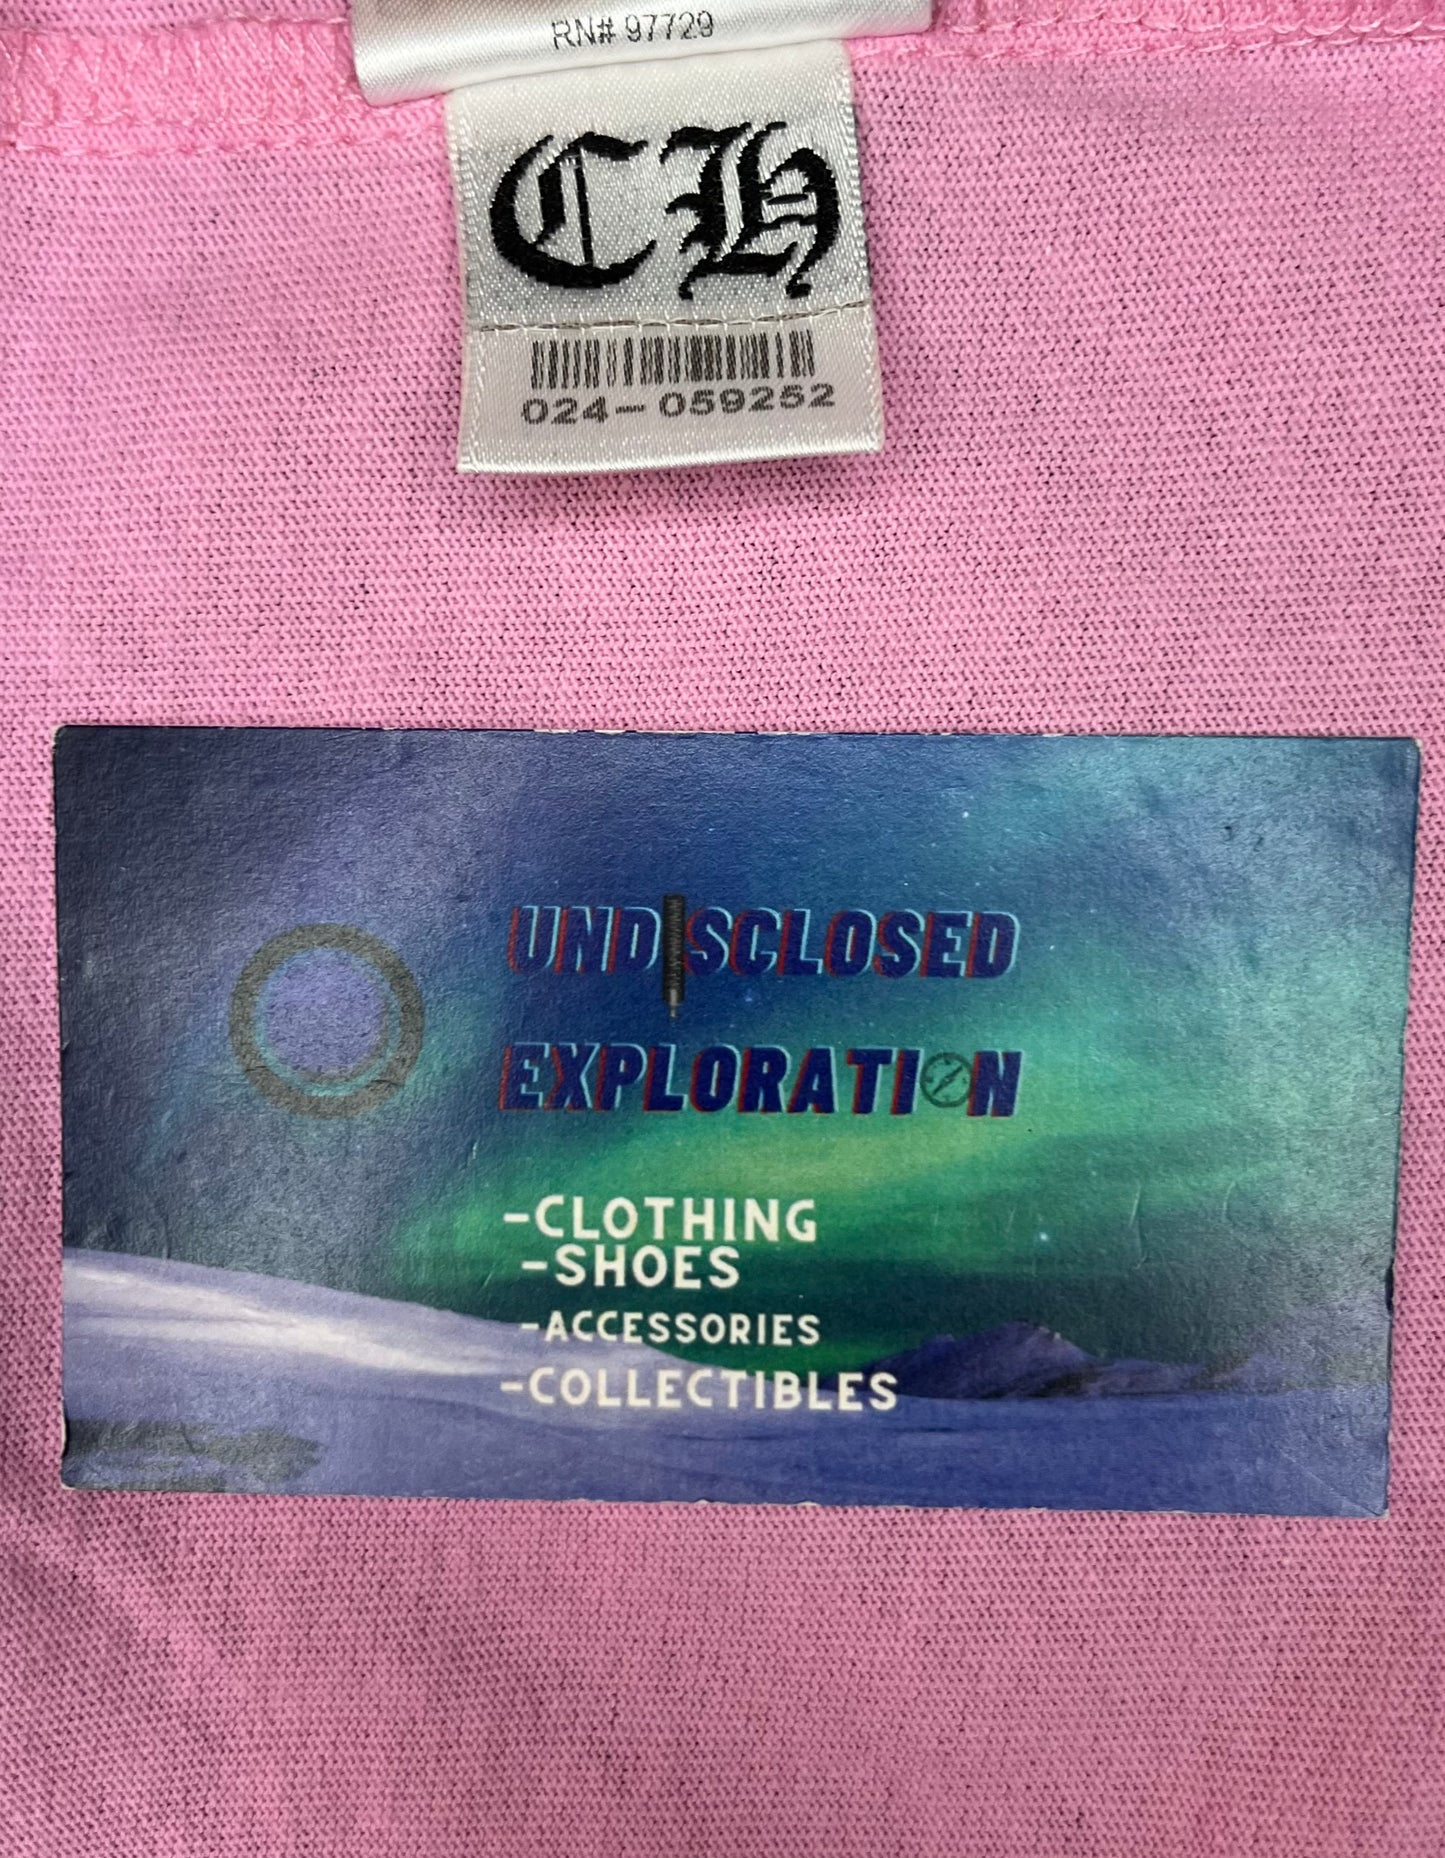 RN# 97729
CH
024-059252
UNDISCLOSED
EXPLORATION
-CLOTHING
-SHOES
-ACCESSORIES
-COLLECTIBLES